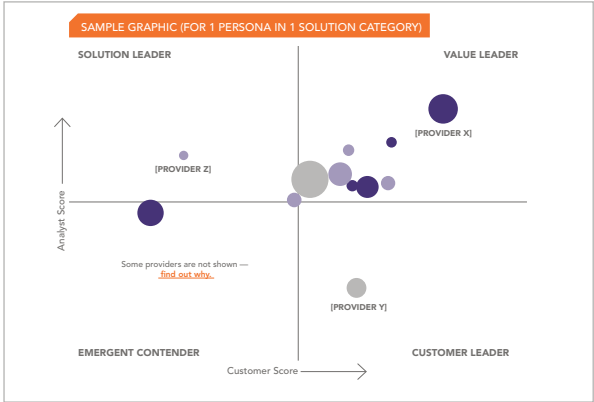 SAMPLE GRAPHIC (FOR 1 PERSONA IN 1 SOLUTION CATEGORY)
SOLUTION LEADER
VALUE LEADER
[PROVIDER X]
[PROVIDER Z]
Analyst Score
Some providers are not shown —
find out why.
[PROVIDER Y]
EMERGENT CONTENDER
CUSTOMER LEADER
Customer Score